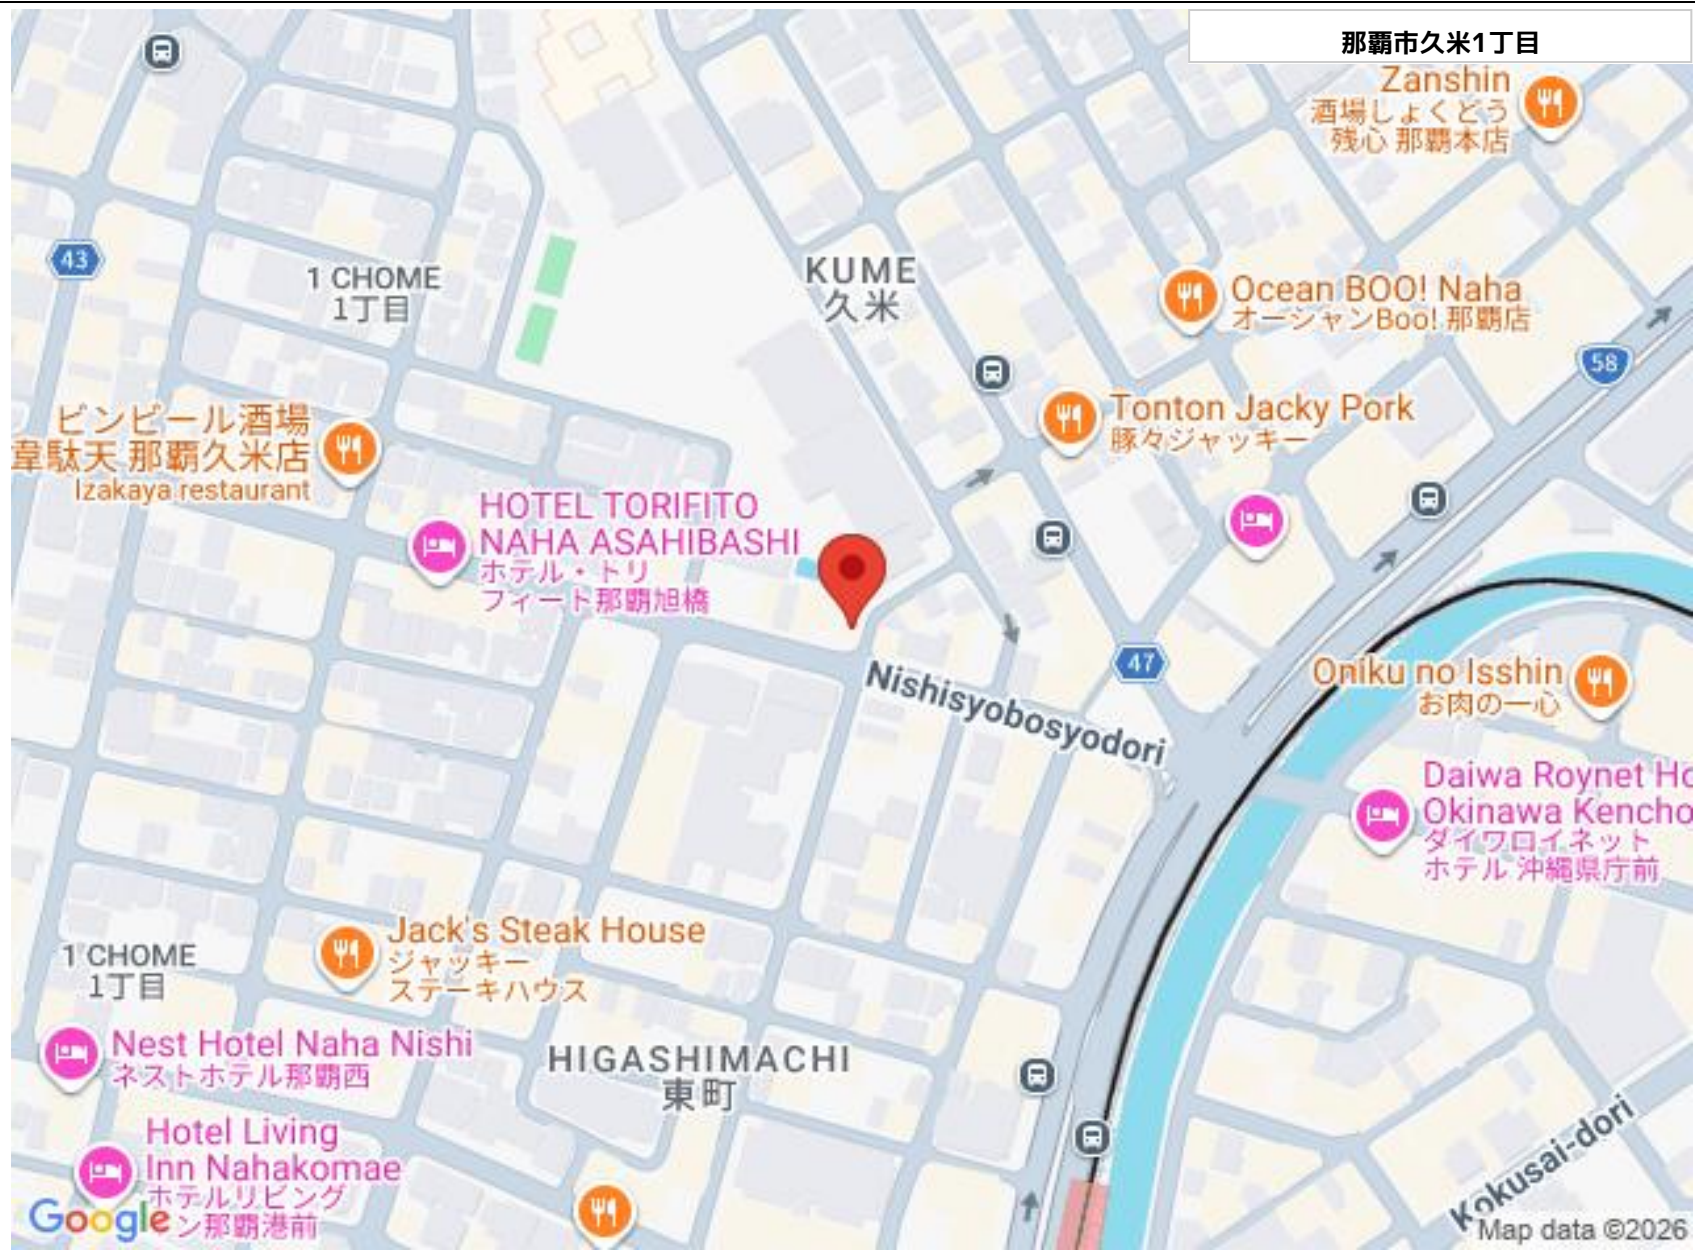 那覇市久米1丁目
Zanshin
酒場しょくどう
残心 那覇本店
43
1 CHOME
1丁目
KUME
久米
Ocean BOO! Naha
オーシャンBoo! 那覇店
58
Tonton Jacky Pork
豚々ジャッキー
ビンビール酒場
韋駄天 那覇久米店
Izakaya restaurant
HOTEL TORIFITO
NAHA ASAHIBASHI
ホテル・トリ
フィート那覇旭橋
47
Nishisyobosyodori
Oniku no Isshin
お肉の一心
Daiwa Roynet Ho
Okinawa Kencho
ダイワロイネット
ホテル 沖縄県庁前
Jack's Steak House
ジャッキー
ステーキハウス
1 CHOME
1丁目
Nest Hotel Naha Nishi
ネストホテル那覇西
HIGASHIMACHI
東町
Hotel Living
Inn Nahakomae
ホテルリビング
ン那覇港前
Kokusai-dori
Google
Map data ©2026